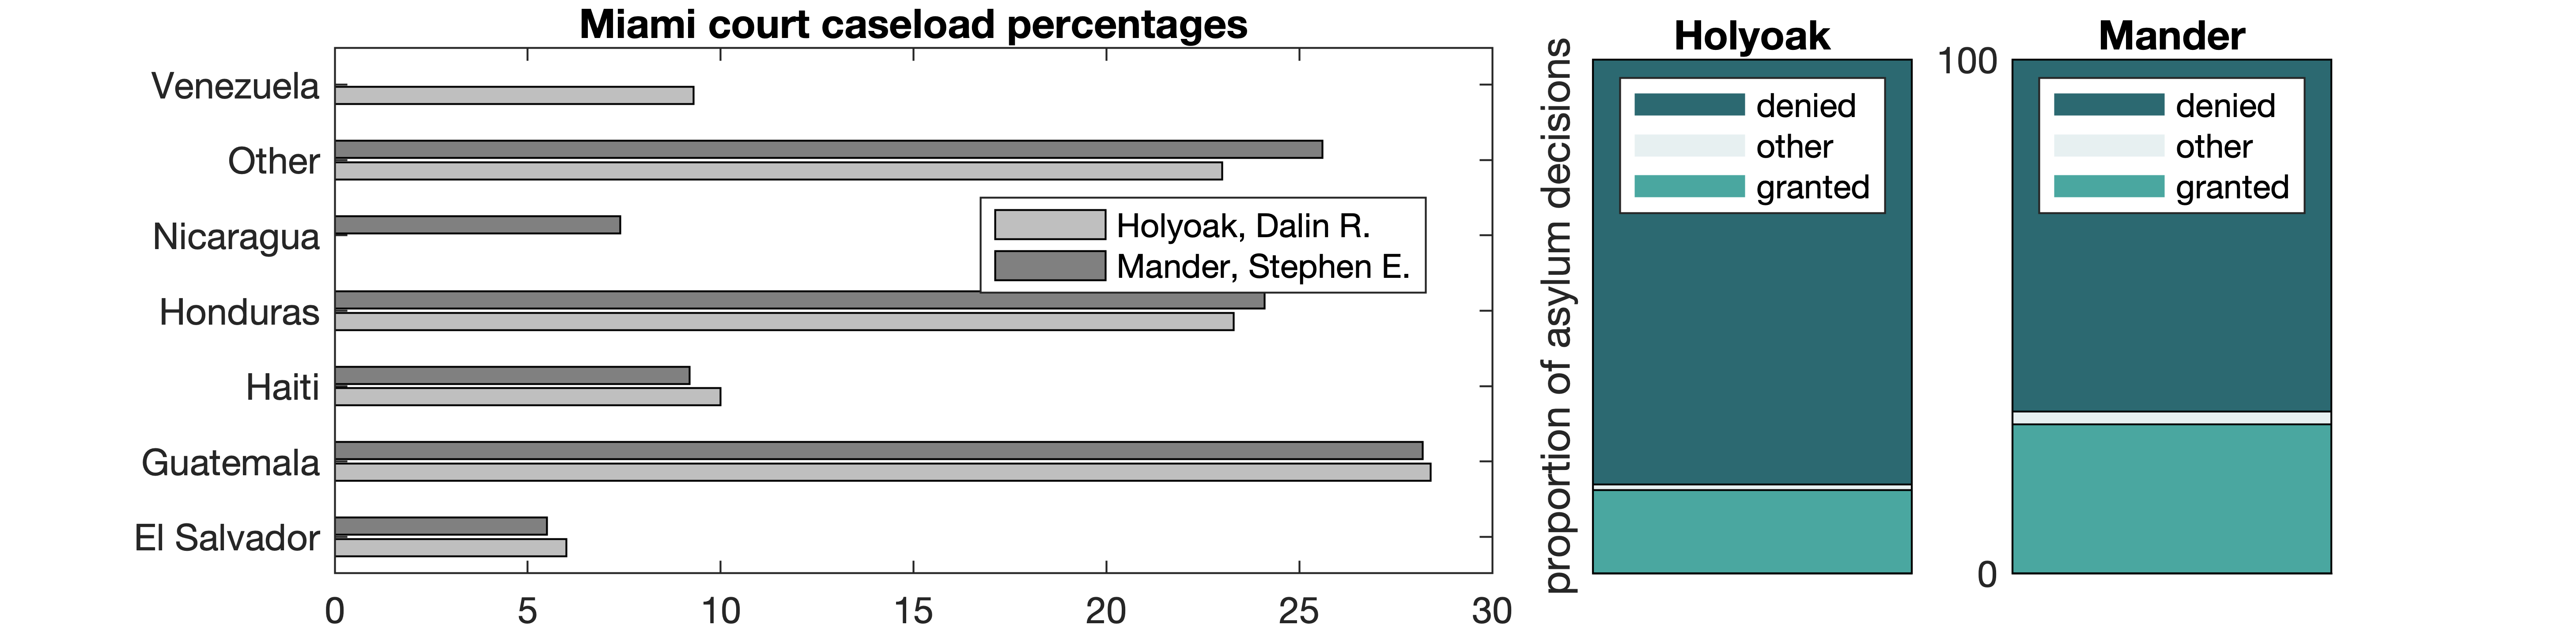 Miami court caseload percentages
Venezuela
Other
Nicaragua
Honduras
Haiti
Guatemala
El Salvador
0 5 10 15 20 25 30
Holyoak, Dalin R.
Mander, Stephen E.
proportion of asylum decisions
Holyoak
denied
other
granted
Mander
100
0
denied
other
granted